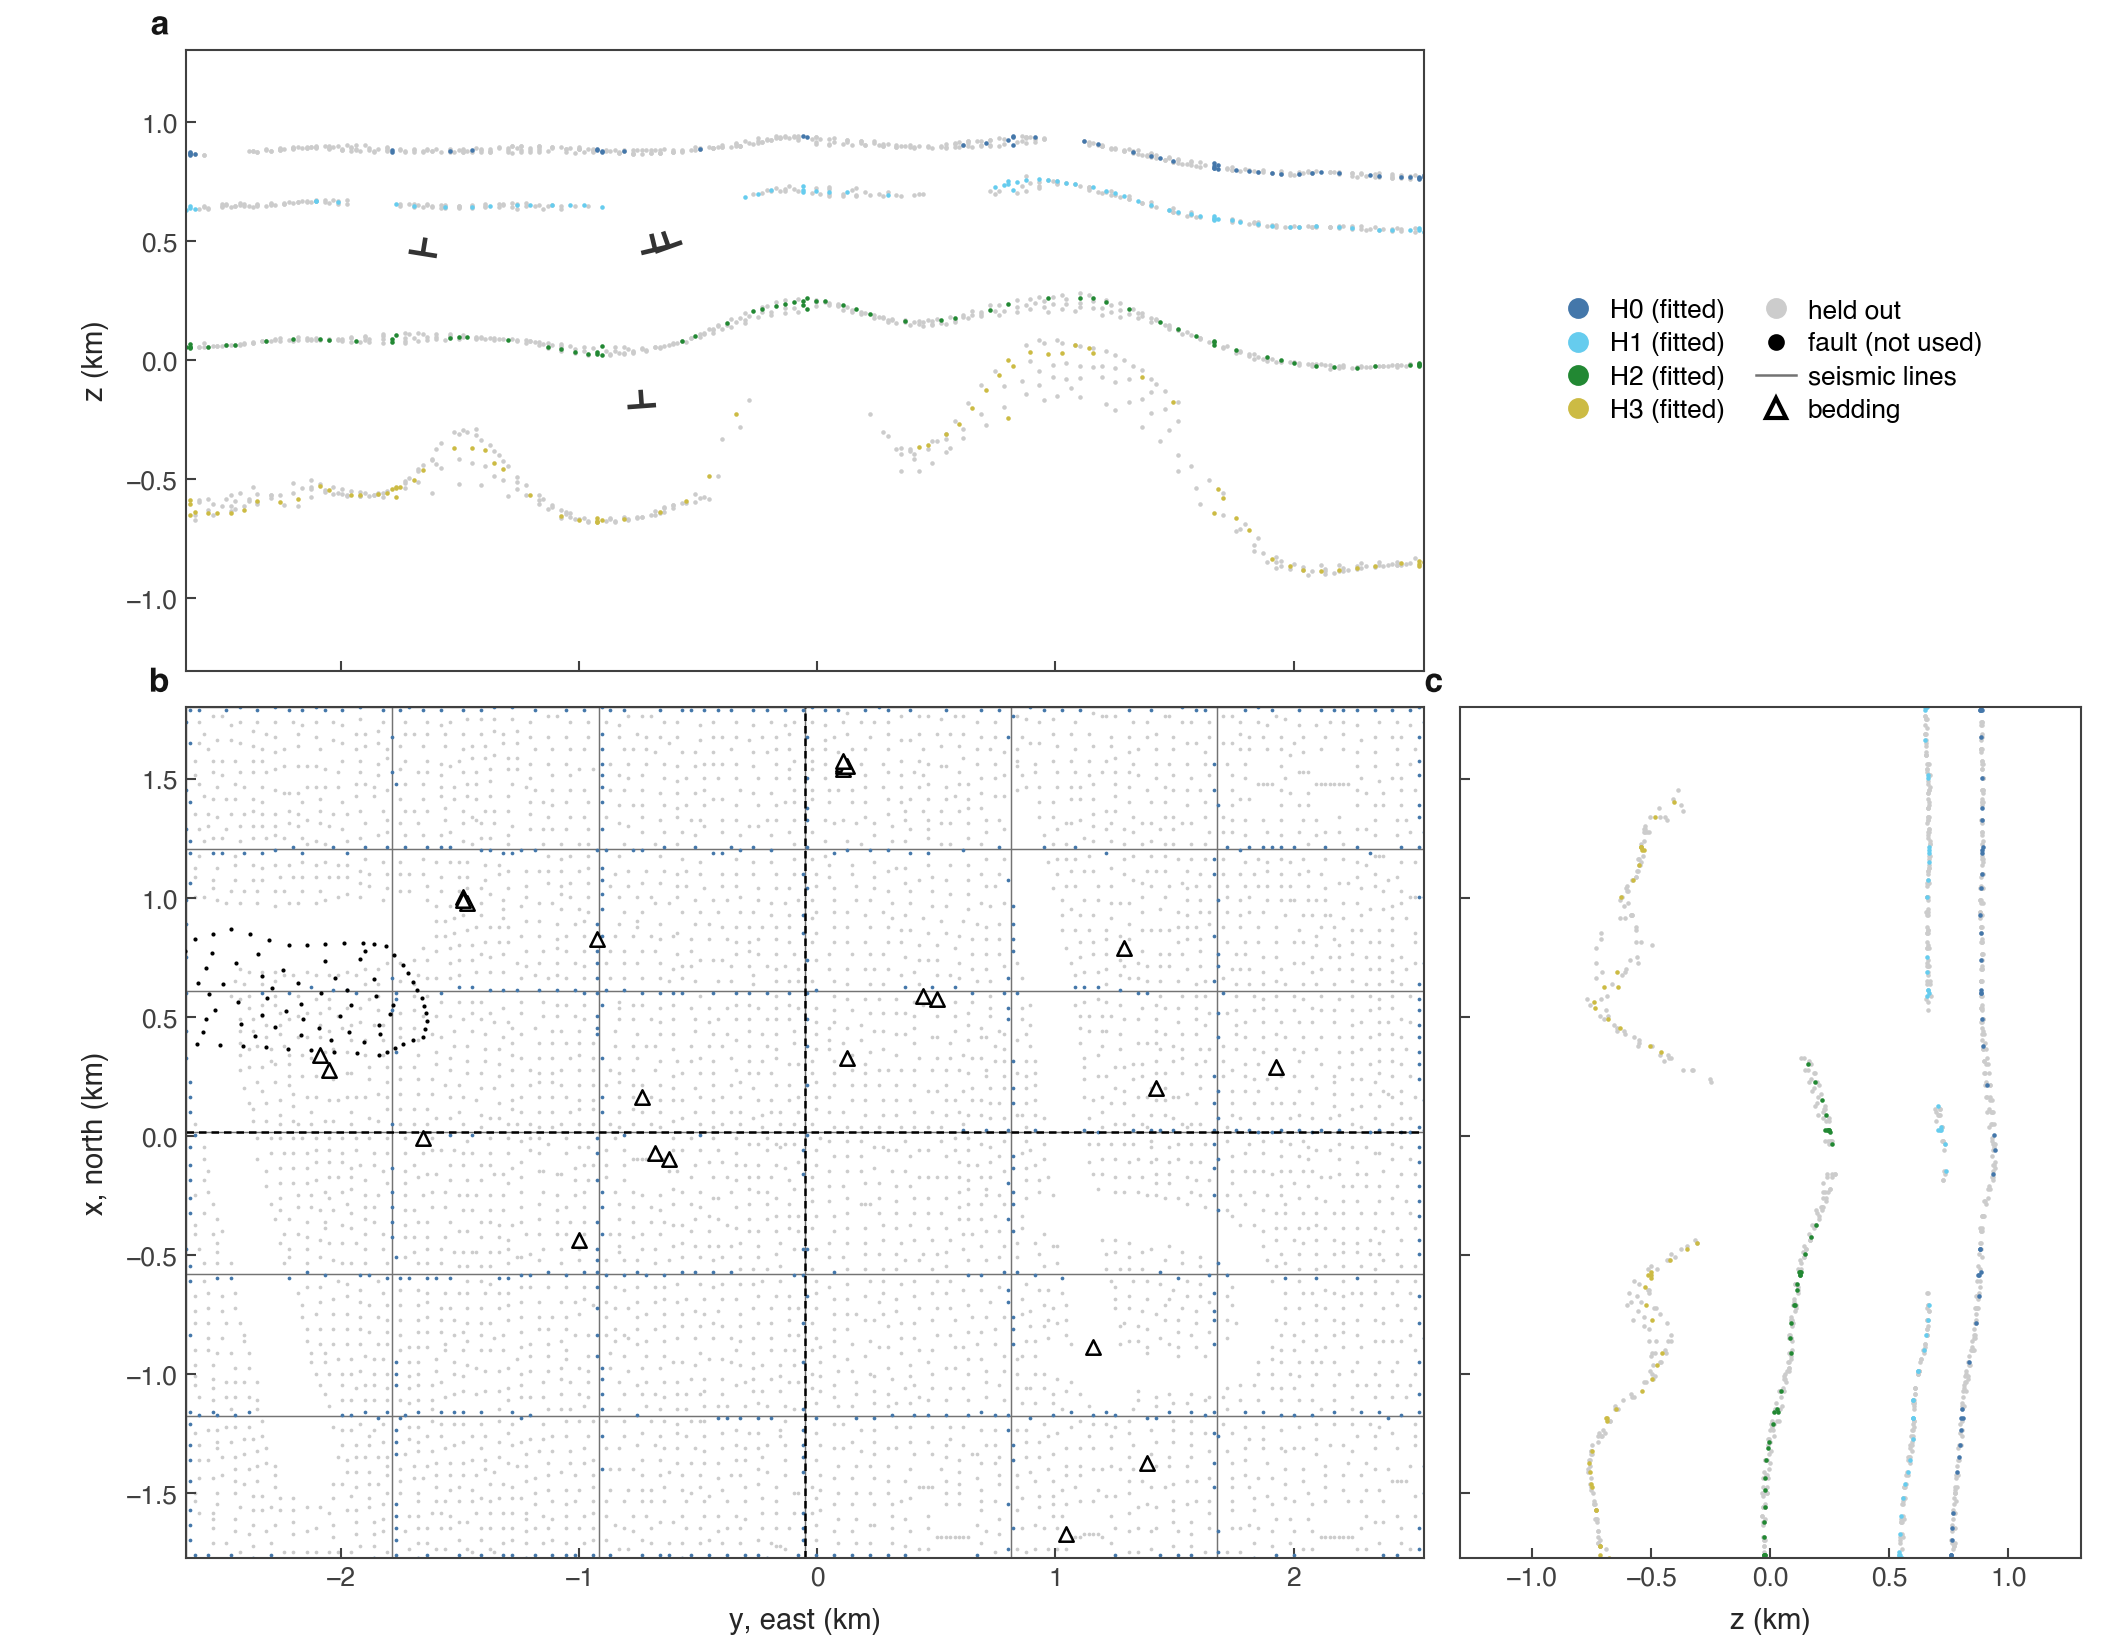 a
1.0
0.5
0.0
−0.5
−1.0
z (km)
H0 (fitted)
H1 (fitted)
H2 (fitted)
H3 (fitted)
held out
fault (not used)
seismic lines
bedding
b
1.5
1.0
0.5
0.0
−0.5
−1.0
−1.5
x, north (km)
−2
−1
0
1
2
y, east (km)
c
−1.0
−0.5
0.0
0.5
1.0
z (km)